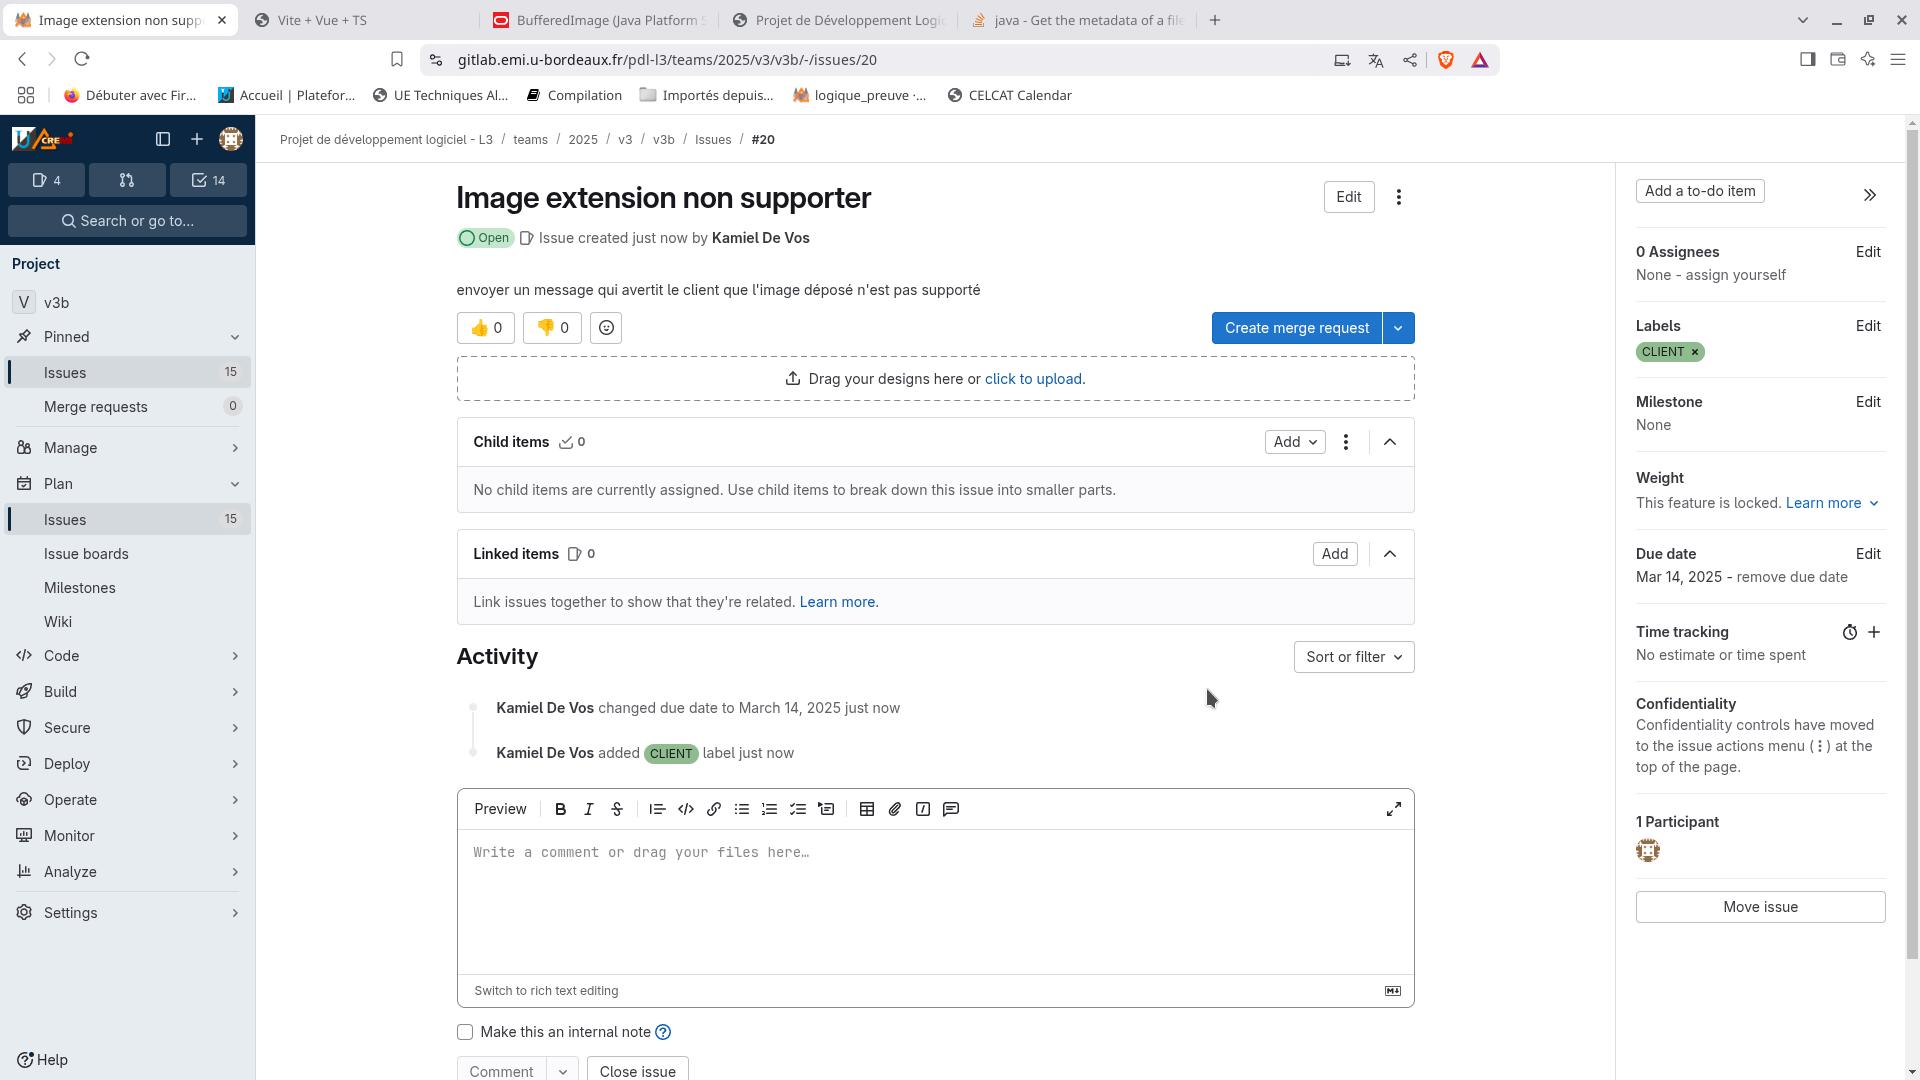 Image extension non supp
Vite + Vue + TS
BufferedImage (Java Platform S
Projet de Développement Logic
java - Get the metadata of a file
gitlab.emi.u-bordeaux.fr/pdl-l3/teams/2025/v3/v3b/-/issues/20
Débuter avec Fir...
Accueil | Platefor...
UE Techniques Al...
Compilation
Importés depuis...
logique_preuve ·...
CELCAT Calendar
Projet de développement logiciel - L3 / teams / 2025 / v3 / v3b / Issues / #20
4
14
Search or go to...
Project
V v3b
Pinned
Issues 15
Merge requests 0
Manage
Plan
Issues 15
Issue boards
Milestones
Wiki
Code
Build
Secure
Deploy
Operate
Monitor
Analyze
Settings
Help
Image extension non supporter
Edit
Open Issue created just now by Kamiel De Vos
envoyer un message qui avertit le client que l'image déposé n'est pas supporté
👍 0 👎 0
Create merge request
Drag your designs here or click to upload.
Child items 0
Add
No child items are currently assigned. Use child items to break down this issue into smaller parts.
Linked items 0
Add
Link issues together to show that they're related. Learn more.
Activity
Sort or filter
Kamiel De Vos changed due date to March 14, 2025 just now
Kamiel De Vos added CLIENT label just now
Preview
Write a comment or drag your files here…
Switch to rich text editing
Make this an internal note
Comment
Close issue
Add a to-do item
0 Assignees Edit
None - assign yourself
Labels Edit
CLIENT ×
Milestone Edit
None
Weight
This feature is locked. Learn more
Due date Edit
Mar 14, 2025 - remove due date
Time tracking
No estimate or time spent
Confidentiality
Confidentiality controls have moved
to the issue actions menu (⋮) at the
top of the page.
1 Participant
Move issue